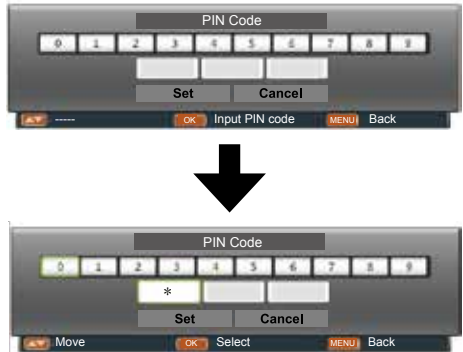 PIN Code
0 1 2 3 4 5 6 7 8 9
Set Cancel
▲▼ ----- OK Input PIN code MENU Back
PIN Code
0 1 2 3 4 5 6 7 8 9
*
Set Cancel
▲▼ Move OK Select MENU Back